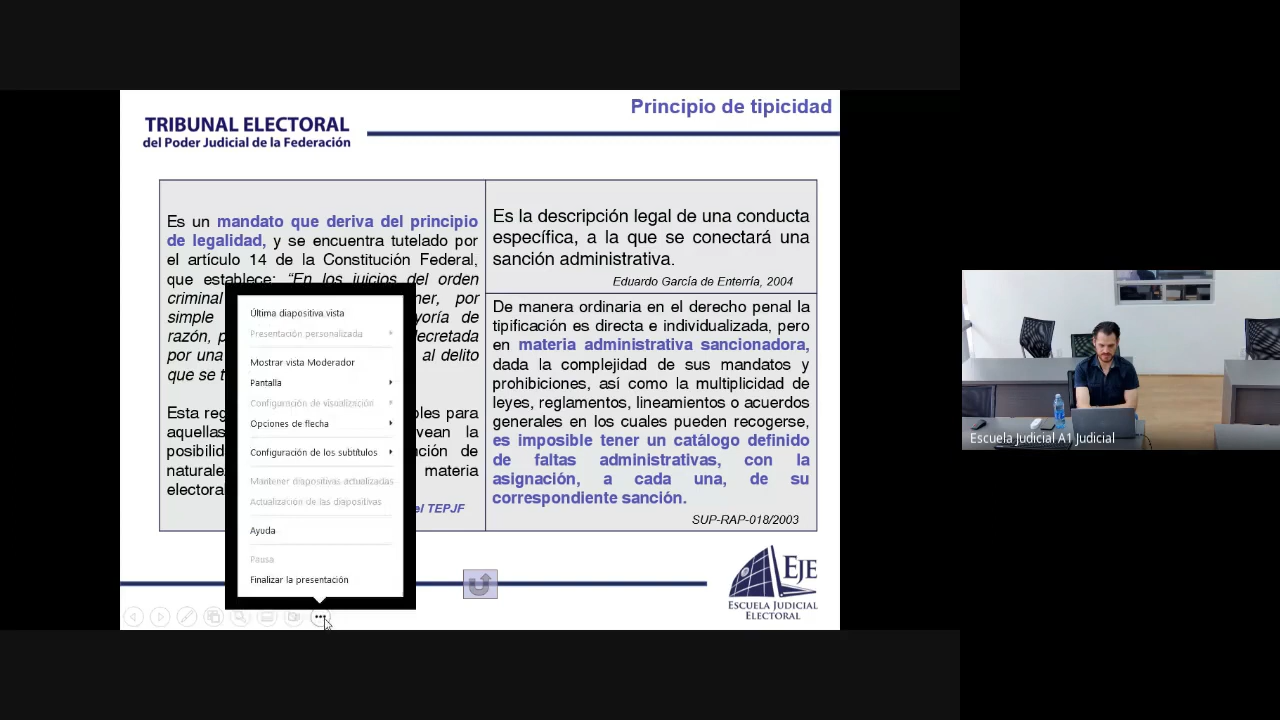 Principio de tipicidad
TRIBUNAL ELECTORAL
del Poder Judicial de la Federación
Es un mandato que deriva del principio
de legalidad, y se encuentra tutelado por
el artículo 14 de la Constitución Federal,
que establece: “En los juicios del orden
criminal
por
simple
razón,
por una al delito
que se
Esta para
aquellas la
de
materia
TEPJF
Es la descripción legal de una conducta
específica, a la que se conectará una
sanción administrativa.
Eduardo García de Enterría, 2004
De manera ordinaria en el derecho penal la
tipificación es directa e individualizada, pero
en materia administrativa sancionadora,
dada la complejidad de sus mandatos y
prohibiciones, así como la multiplicidad de
leyes, reglamentos, lineamientos o acuerdos
generales en los cuales pueden recogerse,
es imposible tener un catálogo definido
de faltas administrativas, con la
asignación, a cada una, de su
correspondiente sanción.
SUP-RAP-018/2003
Última diapositiva vista
Presentación personalizada
Mostrar vista Moderador
Pantalla
Configuración de visualización
Opciones de flecha
Configuración de los subtítulos
Mantener diapositivas actualizadas
Actualización de las diapositivas
Ayuda
Pausa
Finalizar la presentación
EJE
ESCUELA JUDICIAL
ELECTORAL
Escuela Judicial A1 Judicial